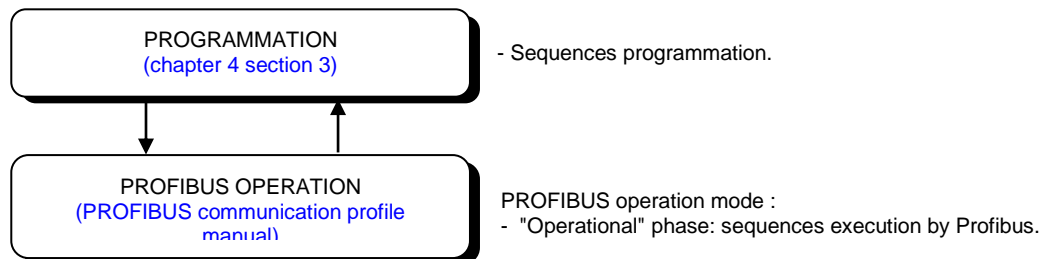 PROGRAMMATION
(chapter 4 section 3)
- Sequences programmation.
PROFIBUS OPERATION
(PROFIBUS communication profile
manual)
PROFIBUS operation mode :
- "Operational" phase: sequences execution by Profibus.